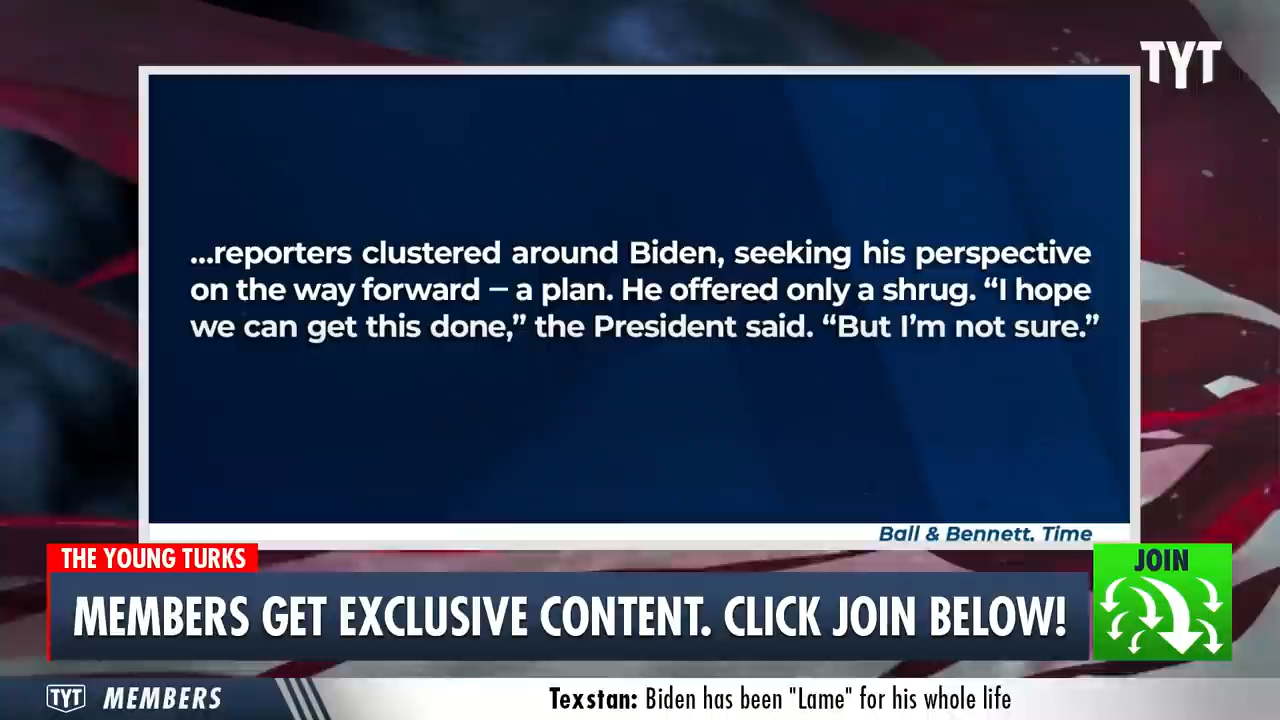 TYT
...reporters clustered around Biden, seeking his perspective
on the way forward – a plan. He offered only a shrug. “I hope
we can get this done,” the President said. “But I’m not sure.”
Ball & Bennett, Time
THE YOUNG TURKS
JOIN
MEMBERS GET EXCLUSIVE CONTENT. CLICK JOIN BELOW!
TYT MEMBERS
Texstan: Biden has been "Lame" for his whole life